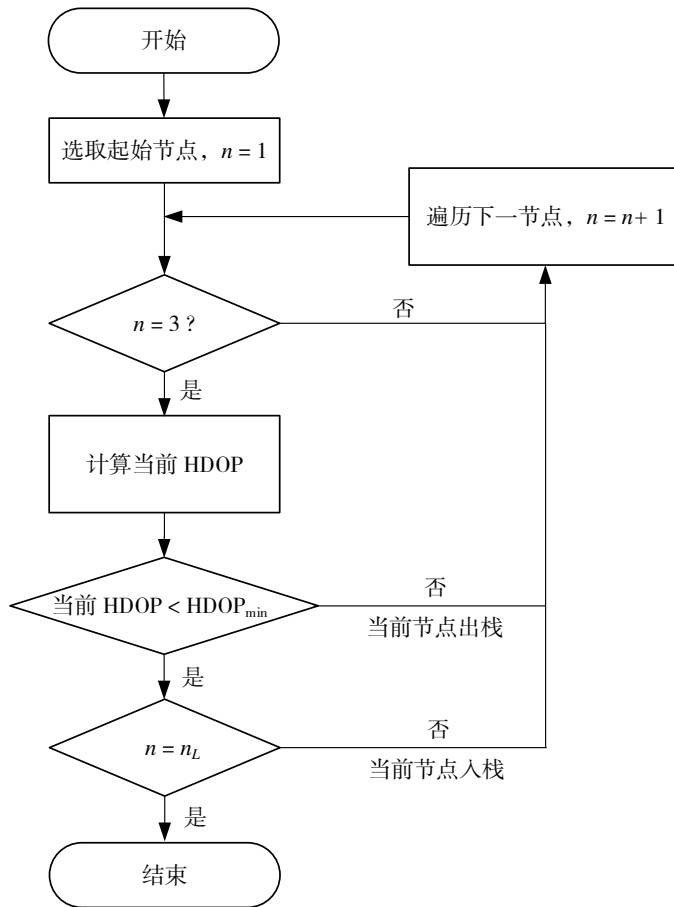 开始
选取起始节点，n = 1
遍历下一节点，n = n+ 1
n = 3 ?
否
是
计算当前 HDOP
当前 HDOP < HDOPmin
否
当前节点出栈
是
n = nL
否
当前节点入栈
是
结束